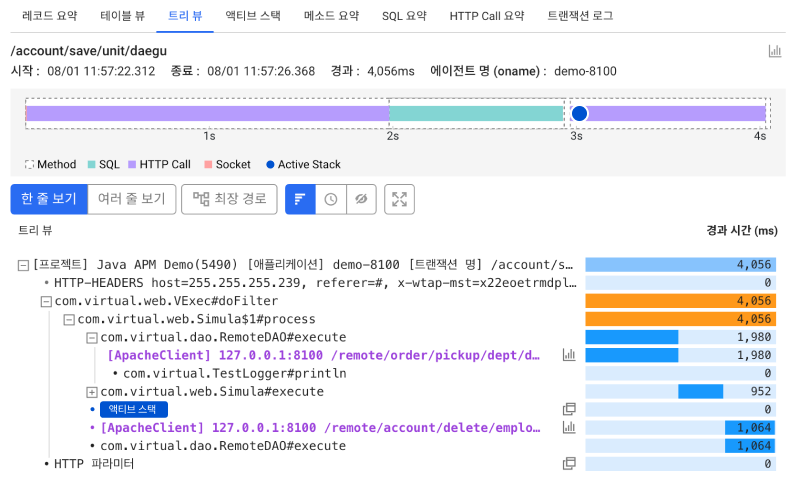 레코드 요약 테이블 뷰 트리 뷰 액티브 스택 메소드 요약 SQL 요약 HTTP Call 요약 트랜잭션 로그
/account/save/unit/daegu
시작 : 08/01 11:57:22.312 종료 : 08/01 11:57:26.368 경과 : 4,056ms 에이전트 명 (oname) : demo-8100
1s 2s 3s 4s
Method SQL HTTP Call Socket Active Stack
한 줄 보기 여러 줄 보기 최장 경로
트리 뷰 경과 시간 (ms)
[프로젝트] Java APM Demo(5490) [애플리케이션] demo-8100 [트랜잭션 명] /account/s… 4,056
HTTP-HEADERS host=255.255.255.239, referer=#, x-wtap-mst=x22eoetrmdpl… 0
com.virtual.web.VExec#doFilter 4,056
com.virtual.web.Simula$1#process 4,056
com.virtual.dao.RemoteDAO#execute 1,980
[ApacheClient] 127.0.0.1:8100 /remote/order/pickup/dept/d… 1,980
com.virtual.TestLogger#println 0
com.virtual.web.Simula#execute 952
액티브 스택 0
[ApacheClient] 127.0.0.1:8100 /remote/account/delete/emplo… 1,064
com.virtual.dao.RemoteDAO#execute 1,064
HTTP 파라미터 0